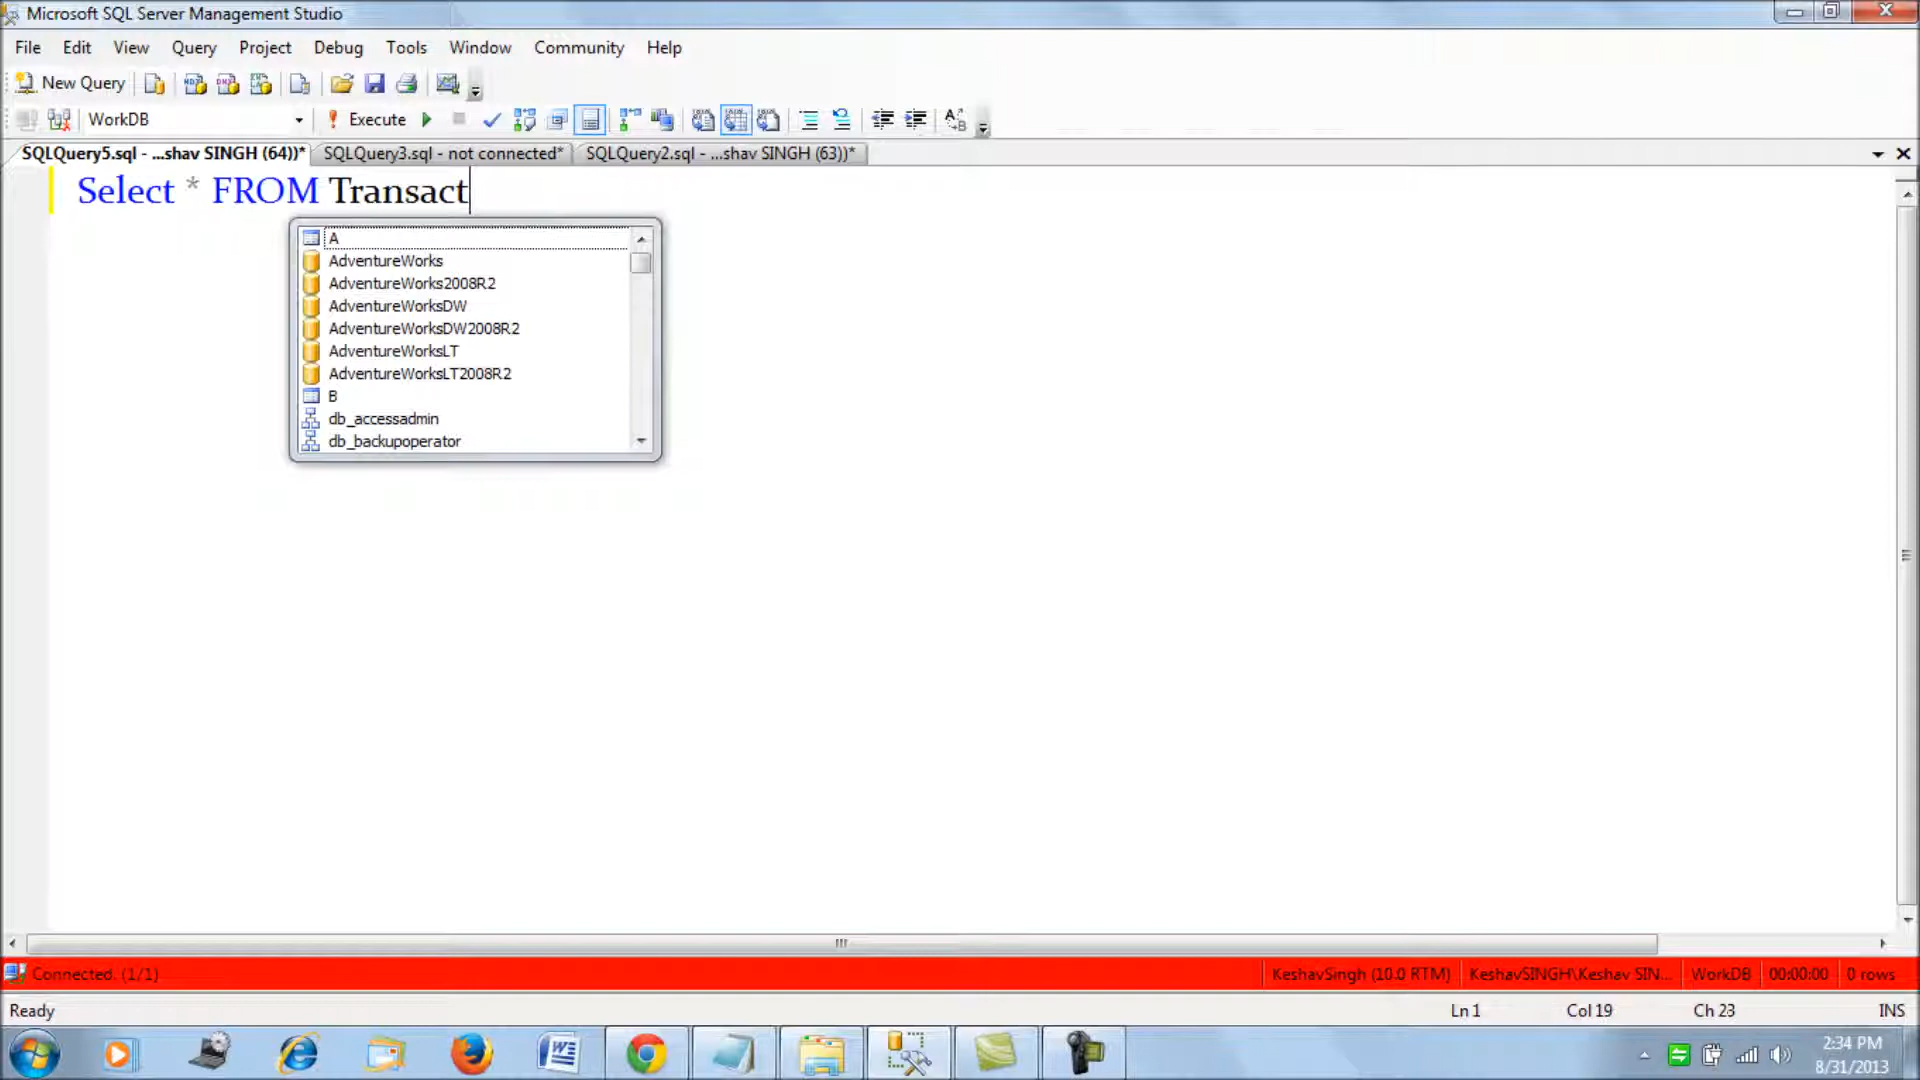 Microsoft SQL Server Management Studio
File Edit View Query Project Debug Tools Window Community Help
New Query
WorkDB Execute
SQLQuery5.sql - ...shav SINGH (64))* SQLQuery3.sql - not connected* SQLQuery2.sql - ...shav SINGH (63))*
Select * FROM Transact
A
AdventureWorks
AdventureWorks2008R2
AdventureWorksDW
AdventureWorksDW2008R2
AdventureWorksLT
AdventureWorksLT2008R2
B
db_accessadmin
db_backupoperator
Connected. (1/1) KeshavSingh (10.0 RTM) KeshavSINGH\Keshav SIN... WorkDB 00:00:00 0 rows
Ready Ln 1 Col 19 Ch 23 INS
2:34 PM
8/31/2013